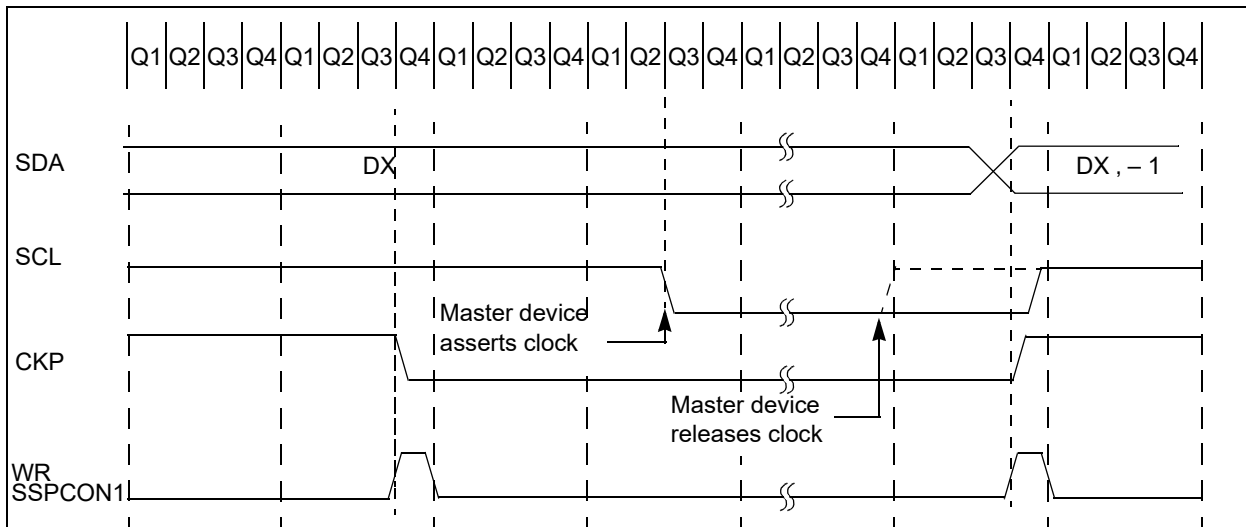 Q1 Q2 Q3 Q4 Q1 Q2 Q3 Q4 Q1 Q2 Q3 Q4 Q1 Q2 Q3 Q4 Q1 Q2 Q3 Q4 Q1 Q2 Q3 Q4 Q1 Q2 Q3 Q4
SDA
DX
DX , – 1
SCL
Master device
asserts clock
CKP
Master device
releases clock
WR
SSPCON1